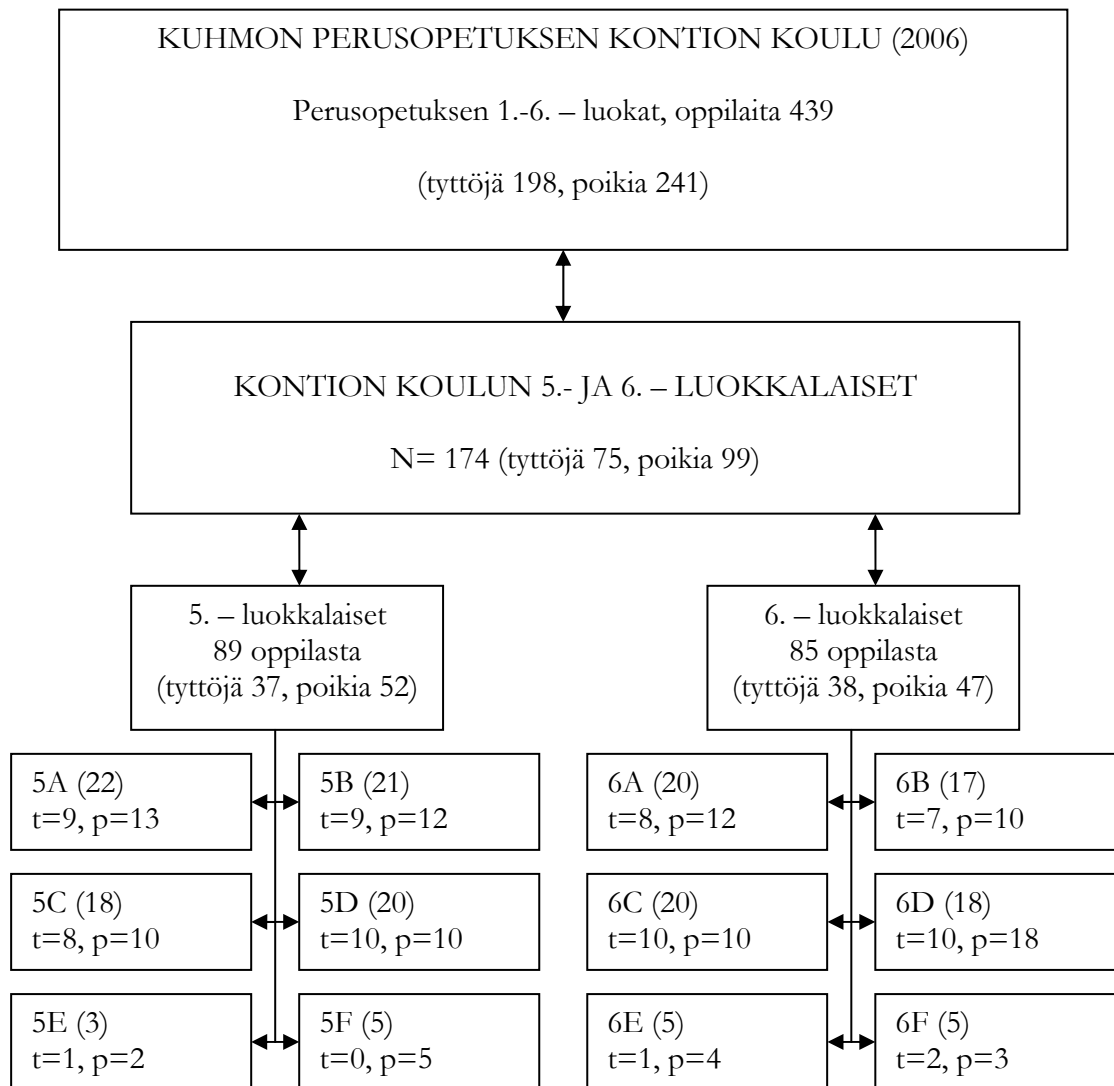 KUHMON PERUSOPETUKSEN KONTION KOULU (2006)
Perusopetuksen 1.-6. – luokat, oppilaita 439
(tyttöjä 198, poikia 241)
KONTION KOULUN 5.- JA 6. – LUOKKALAISET
N= 174 (tyttöjä 75, poikia 99)
5. – luokkalaiset
89 oppilasta
(tyttöjä 37, poikia 52)
6. – luokkalaiset
85 oppilasta
(tyttöjä 38, poikia 47)
5A (22)
t=9, p=13
5B (21)
t=9, p=12
6A (20)
t=8, p=12
6B (17)
t=7, p=10
5C (18)
t=8, p=10
5D (20)
t=10, p=10
6C (20)
t=10, p=10
6D (18)
t=10, p=18
5E (3)
t=1, p=2
5F (5)
t=0, p=5
6E (5)
t=1, p=4
6F (5)
t=2, p=3